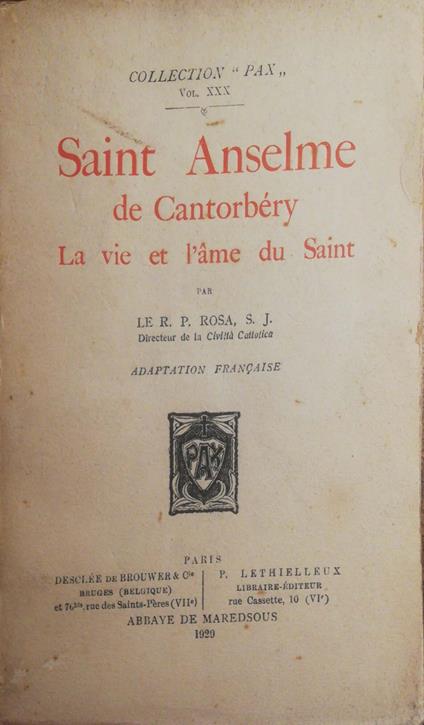 COLLECTION "PAX„
VOL. XXX
Saint Anselme
de Cantorbéry
La vie et l'âme du Saint
PAR
LE R. P. ROSA, S. J.
Directeur de la Civiltà Cattolica
ADAPTATION FRANÇAISE
PAX
PARIS
DESCLÉE DE BROUWER & Cie
BRUGES (BELGIQUE)
et 76bis, rue des Saints-Pères (VIIe)
P. LETHIELLEUX
LIBRAIRE-ÉDITEUR
rue Cassette, 10 (VIe)
ABBAYE DE MAREDSOUS
1929